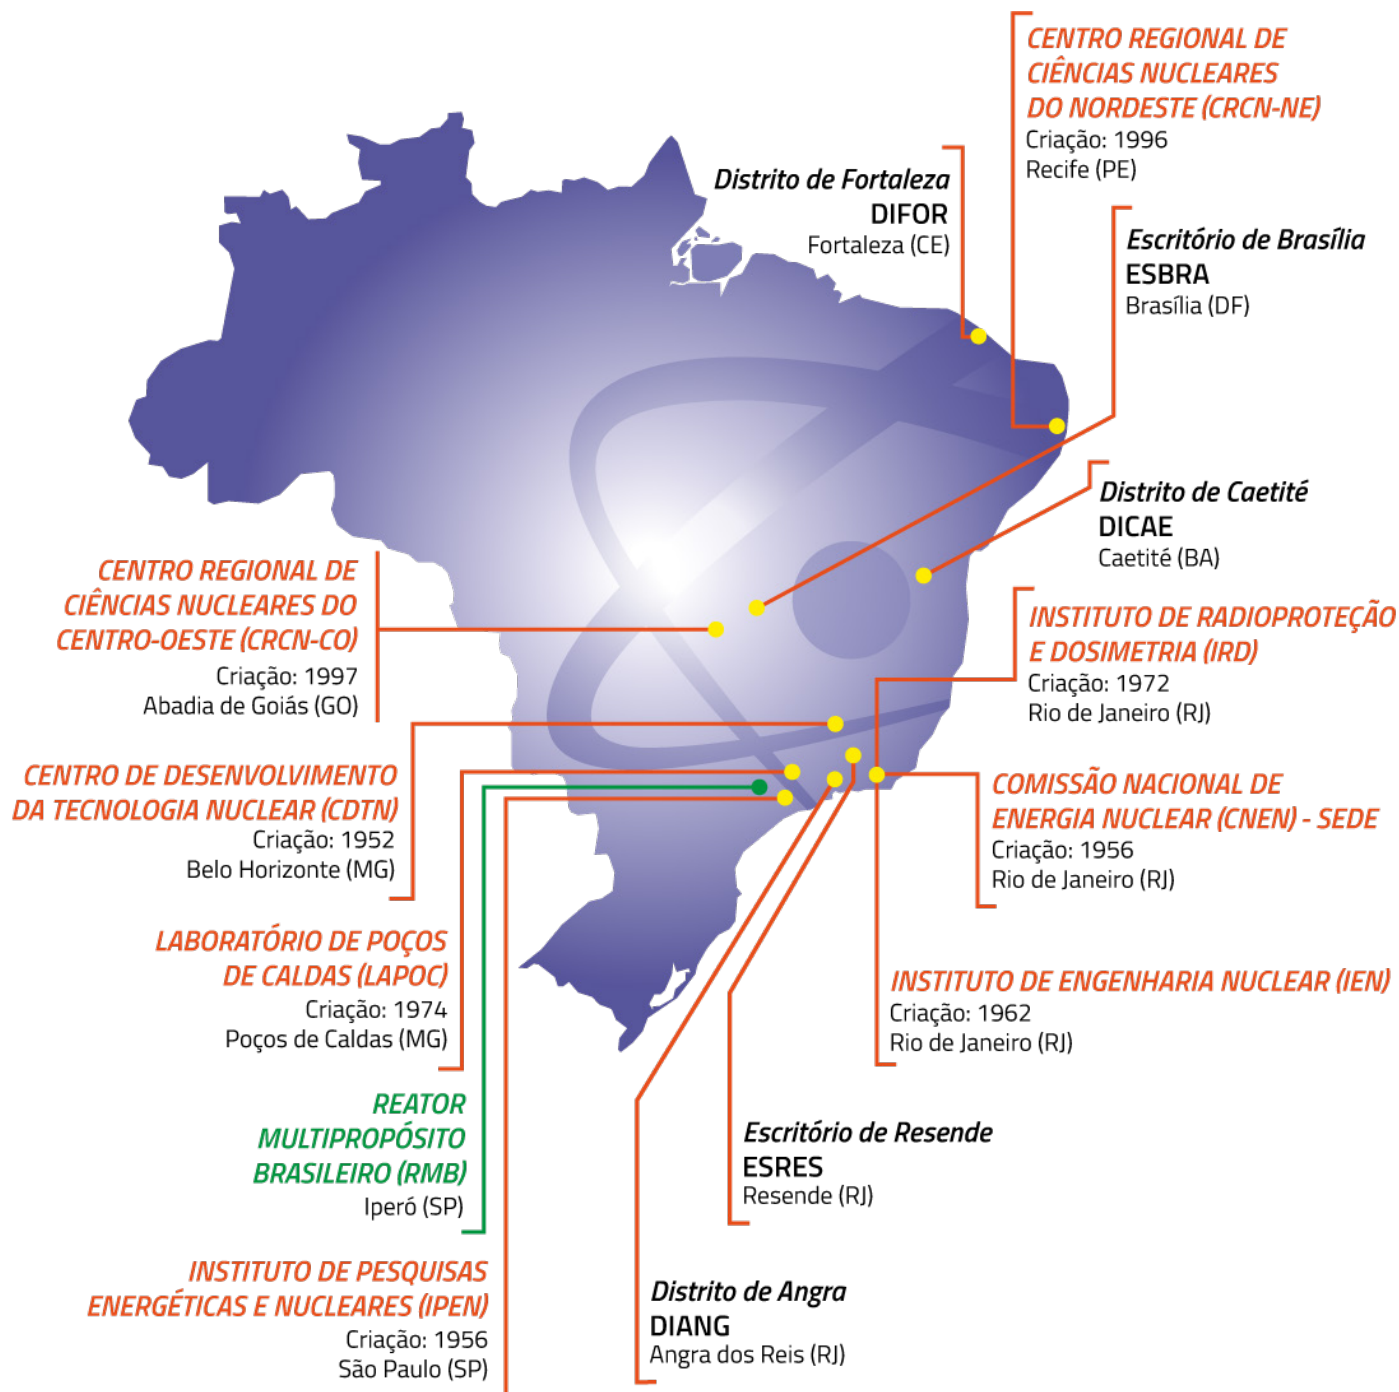 CENTRO REGIONAL DE
CIÊNCIAS NUCLEARES
DO NORDESTE (CRCN-NE)
Criação: 1996
Recife (PE)
Distrito de Fortaleza
DIFOR
Fortaleza (CE)
Escritório de Brasília
ESBRA
Brasília (DF)
Distrito de Caetité
DICAE
Caetité (BA)
CENTRO REGIONAL DE
CIÊNCIAS NUCLEARES DO
CENTRO-OESTE (CRCN-CO)
Criação: 1997
Abadia de Goiás (GO)
INSTITUTO DE RADIOPROTEÇÃO
E DOSIMETRIA (IRD)
Criação: 1972
Rio de Janeiro (RJ)
CENTRO DE DESENVOLVIMENTO
DA TECNOLOGIA NUCLEAR (CDTN)
Criação: 1952
Belo Horizonte (MG)
COMISSÃO NACIONAL DE
ENERGIA NUCLEAR (CNEN) - SEDE
Criação: 1956
Rio de Janeiro (RJ)
LABORATÓRIO DE POÇOS
DE CALDAS (LAPOC)
Criação: 1974
Poços de Caldas (MG)
INSTITUTO DE ENGENHARIA NUCLEAR (IEN)
Criação: 1962
Rio de Janeiro (RJ)
REATOR
MULTIPROPÓSITO
BRASILEIRO (RMB)
Iperó (SP)
Escritório de Resende
ESRES
Resende (RJ)
INSTITUTO DE PESQUISAS
ENERGÉTICAS E NUCLEARES (IPEN)
Criação: 1956
São Paulo (SP)
Distrito de Angra
DIANG
Angra dos Reis (RJ)